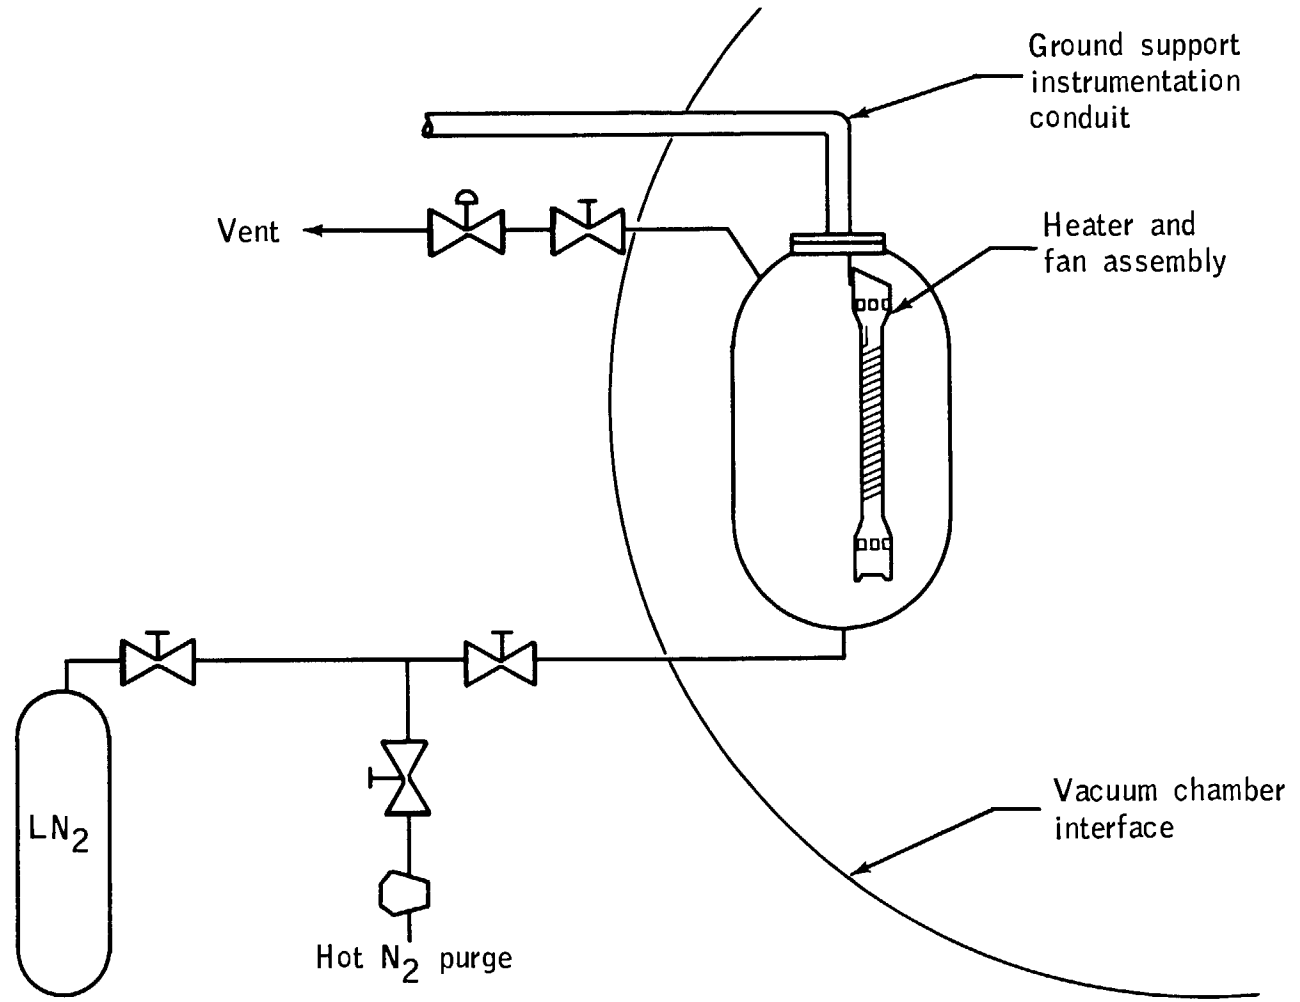 Ground support
instrumentation
conduit
Vent
Heater and
fan assembly
Vacuum chamber
interface
LN2
Hot N2 purge